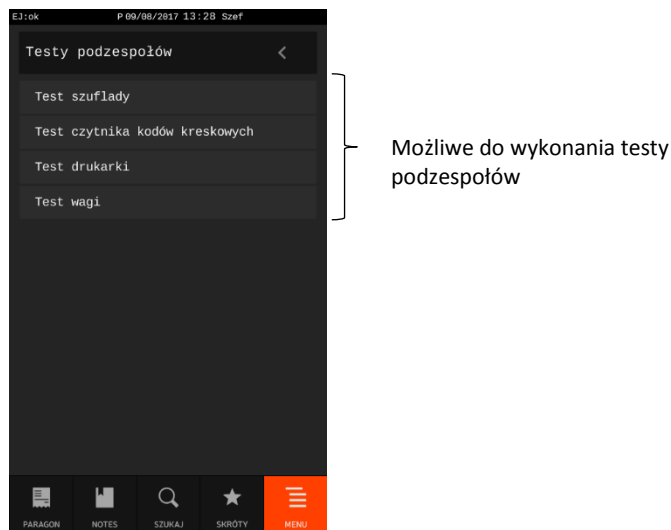 EJ:ok P 09/08/2017 13:28 Szef
Testy podzespołów <
Test szuflady
Test czytnika kodów kreskowych
Test drukarki
Test wagi
Możliwe do wykonania testy
podzespołów
PARAGON NOTES SZUKAJ SKRÓTY MENU